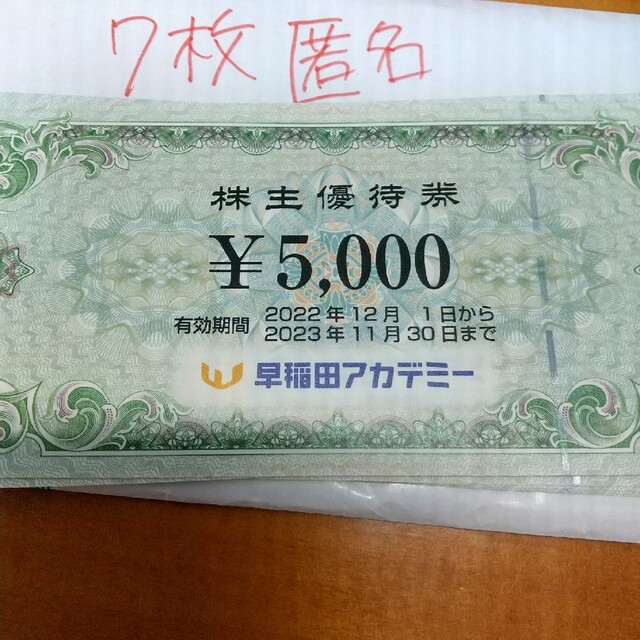 7枚 匿名
株主優待券
¥5,000
有効期間 2022年12月 1日から
2023年11月30日まで
早稲田アカデミー